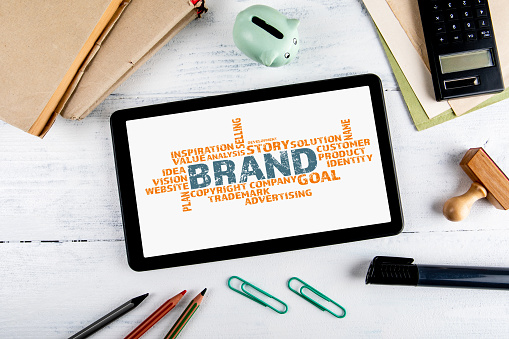 SELLING
DEVELOPMENT
NAME
INSPIRATION STORY SOLUTION
VALUE ANALYSIS CUSTOMER
IDEA BRAND PRODUCT
VISION IDENTITY
WEBSITE COPYRIGHT COMPANY GOAL
PLAN TRADEMARK
ADVERTISING